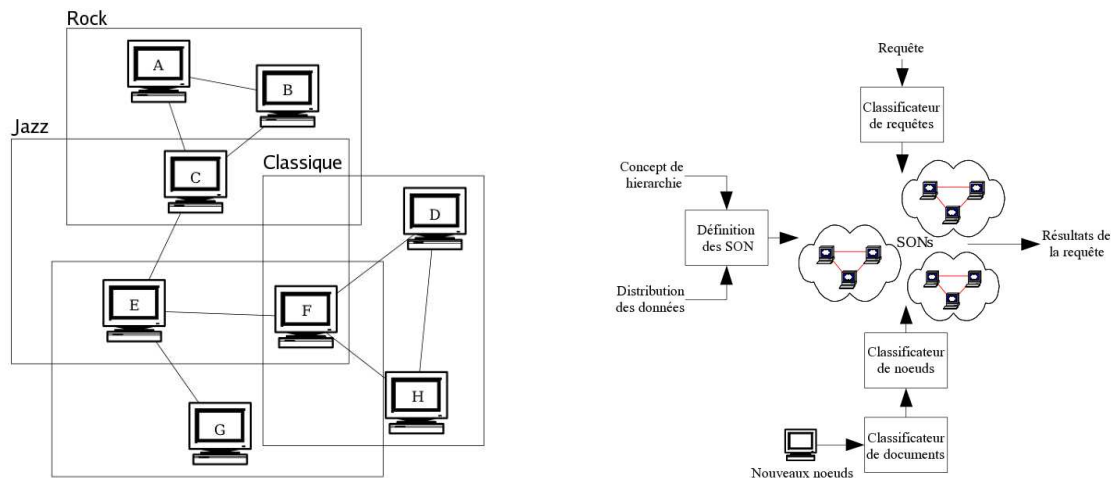 Rock
A
B
Jazz
C
Classique
D
E
F
H
G
Requête
Classificateur
de requêtes
Concept de
hierarchie
Définition
des SON
SONs
Résultats de
la requête
Distribution
des données
Classificateur
de noeuds
Classificateur
de documents
Nouveaux noeuds